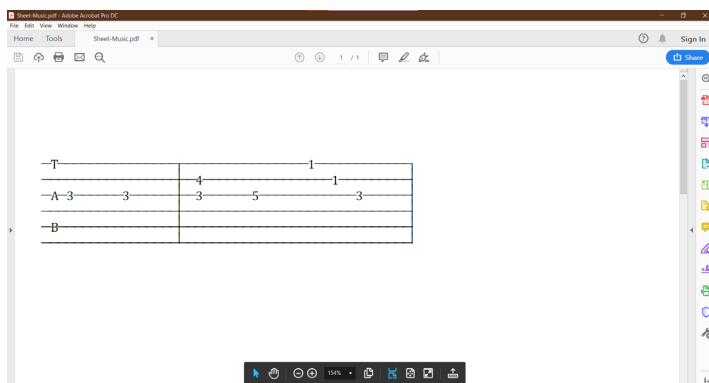 Sheet-Music.pdf - Adobe Acrobat Pro DC
File Edit View Window Help
Home Tools Sheet-Music.pdf × Sign In
1 / 1 Share
T 1
4 1
A 3 3 3 5 3
B
154%